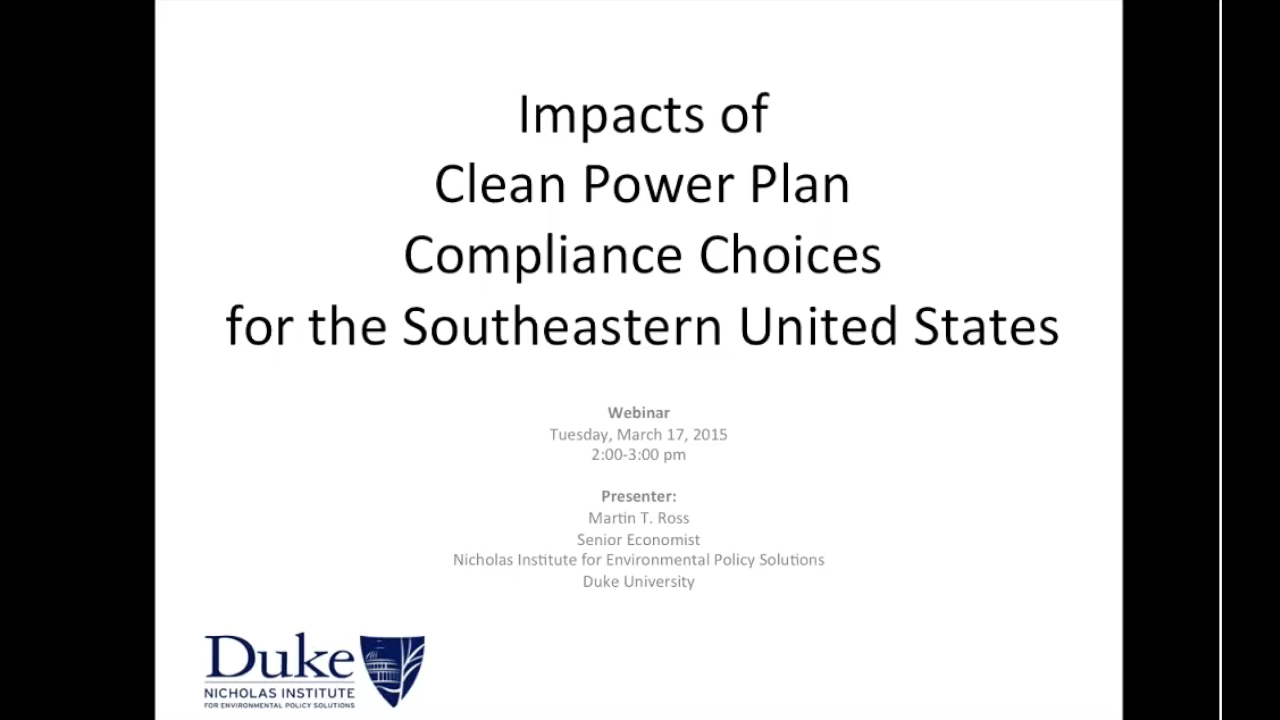 Impacts of
Clean Power Plan
Compliance Choices
for the Southeastern United States
Webinar
Tuesday, March 17, 2015
2:00-3:00 pm
Presenter:
Martin T. Ross
Senior Economist
Nicholas Institute for Environmental Policy Solutions
Duke University
Duke
NICHOLAS INSTITUTE
FOR ENVIRONMENTAL POLICY SOLUTIONS